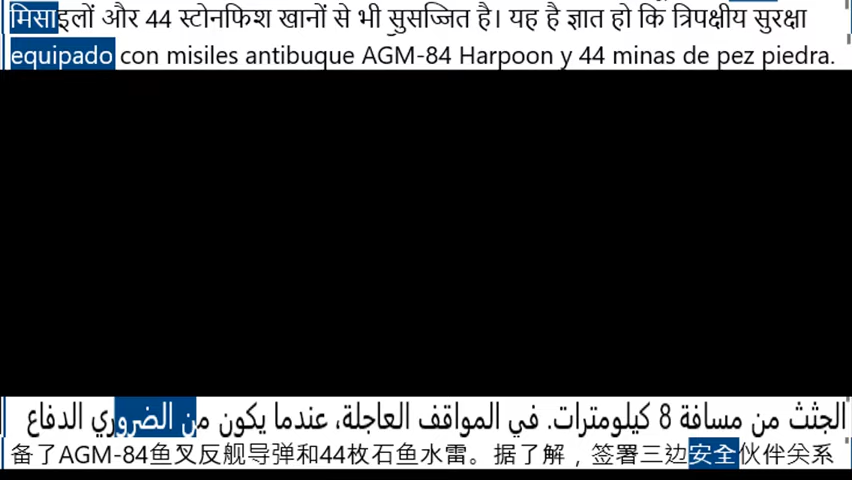 मिसाइलों और 44 स्टोनफिश खानों से भी सुसज्जित है। यह है ज्ञात हो कि त्रिपक्षीय सुरक्षा
equipado con misiles antibuque AGM-84 Harpoon y 44 minas de pez piedra.
الجثث من مسافة 8 كيلومترات. في المواقف العاجلة، عندما يكون من الضروري الدفاع
备了AGM-84鱼叉反舰导弹和44枚石鱼水雷。据了解，签署三边安全伙伴关系